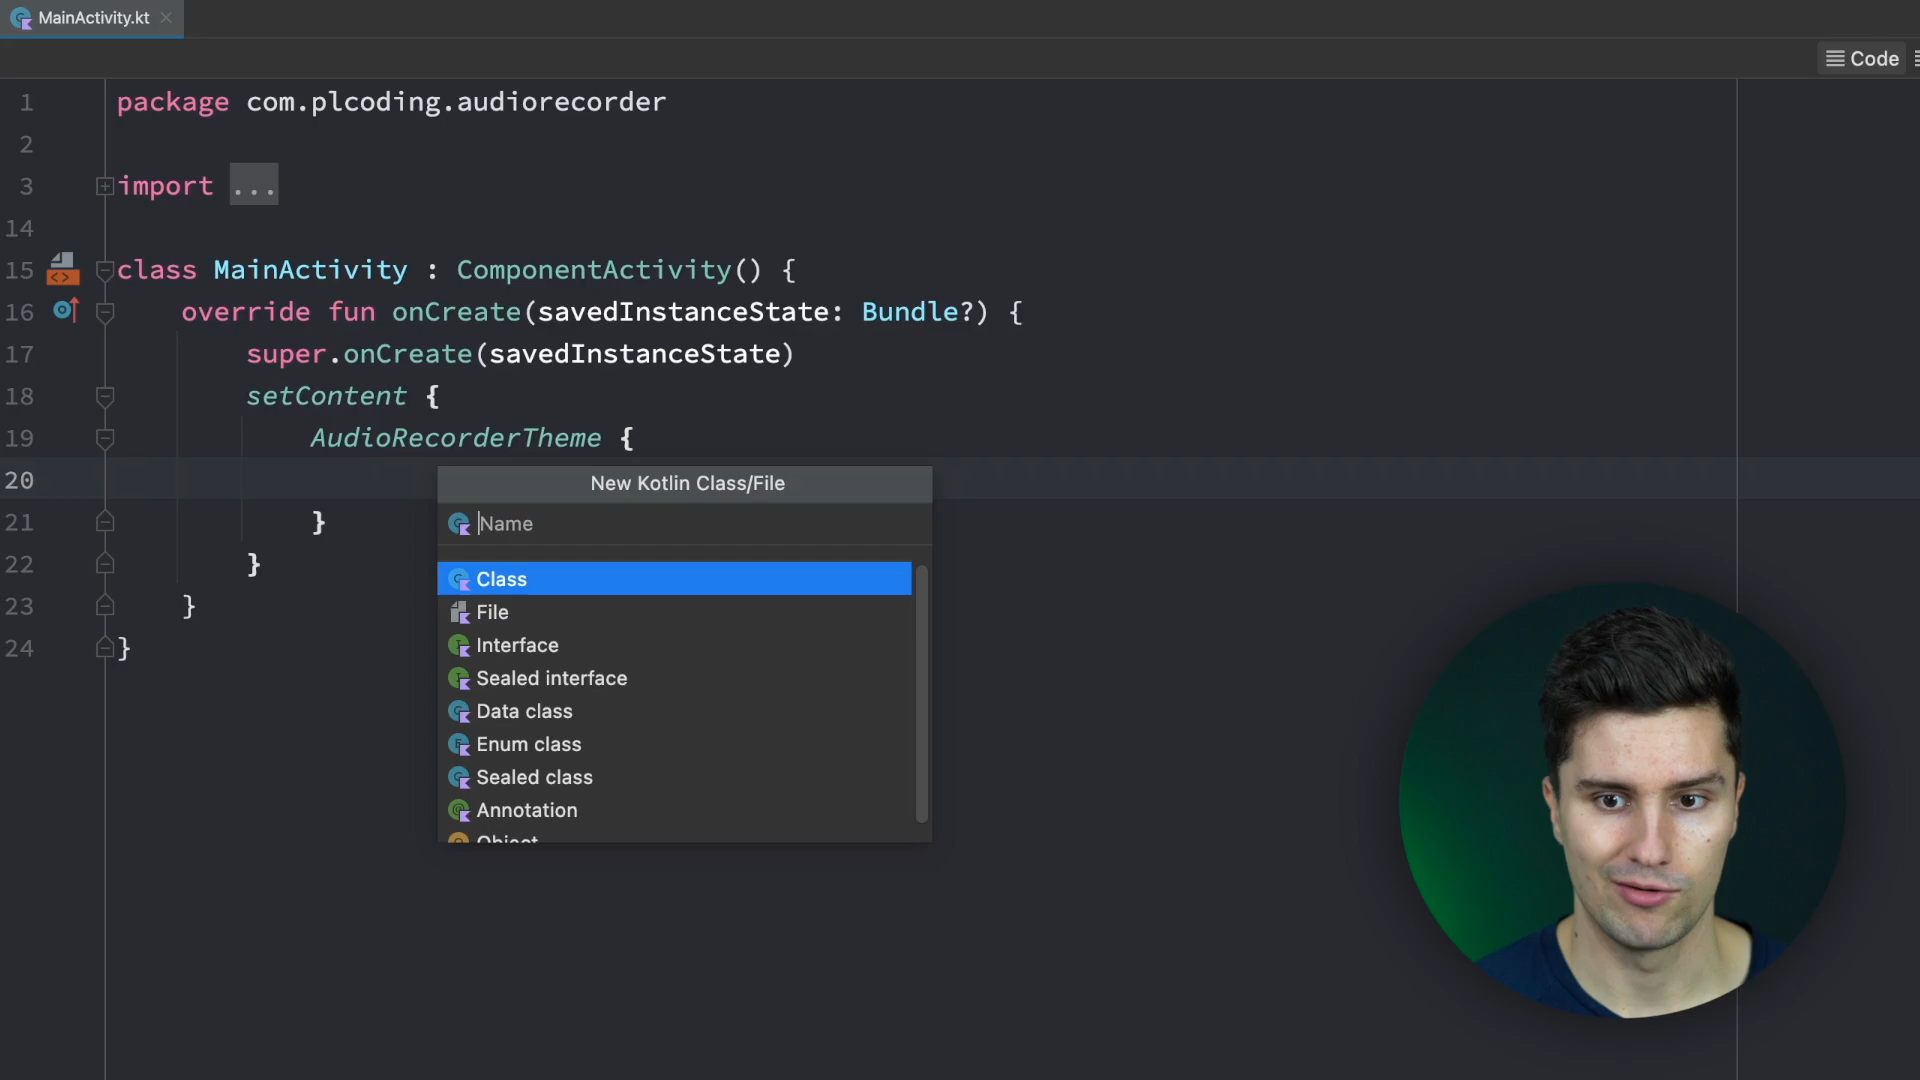 MainActivity.kt
Code
1 package com.plcoding.audiorecorder
2
3 import ...
14
15 class MainActivity : ComponentActivity() {
16 override fun onCreate(savedInstanceState: Bundle?) {
17 super.onCreate(savedInstanceState)
18 setContent {
19 AudioRecorderTheme {
20
21 }
22 }
23 }
24 }
New Kotlin Class/File
Name
Class
File
Interface
Sealed interface
Data class
Enum class
Sealed class
Annotation
Object